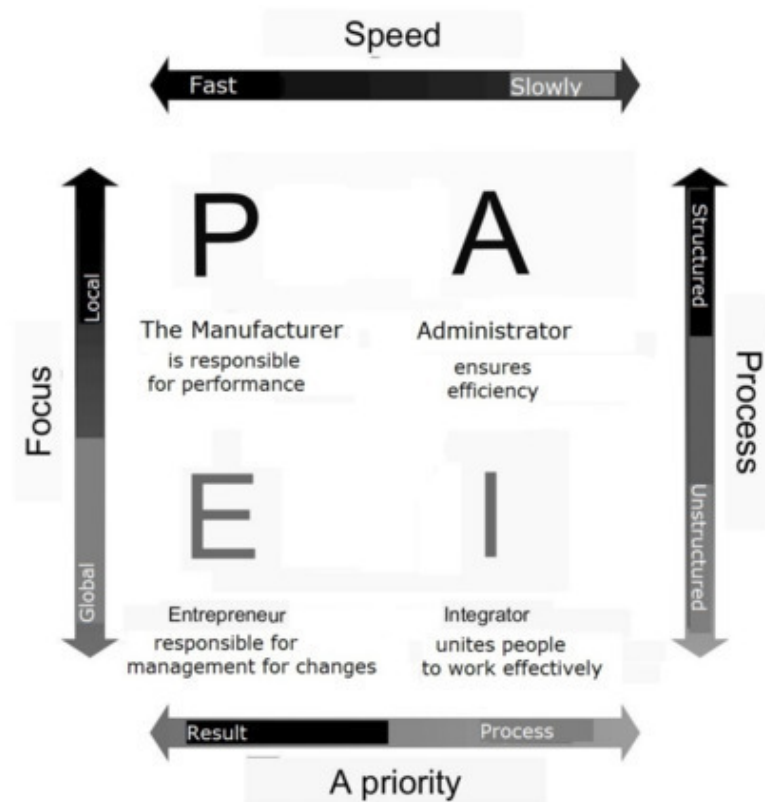 Speed
Fast
Slowly
P
A
The Manufacturer
is responsible
for performance
Administrator
ensures
efficiency
Focus
Local
Global
Structured
Unstructured
Process
E
I
Entrepreneur
responsible for
management for changes
Integrator
unites people
to work effectively
Result
Process
A priority